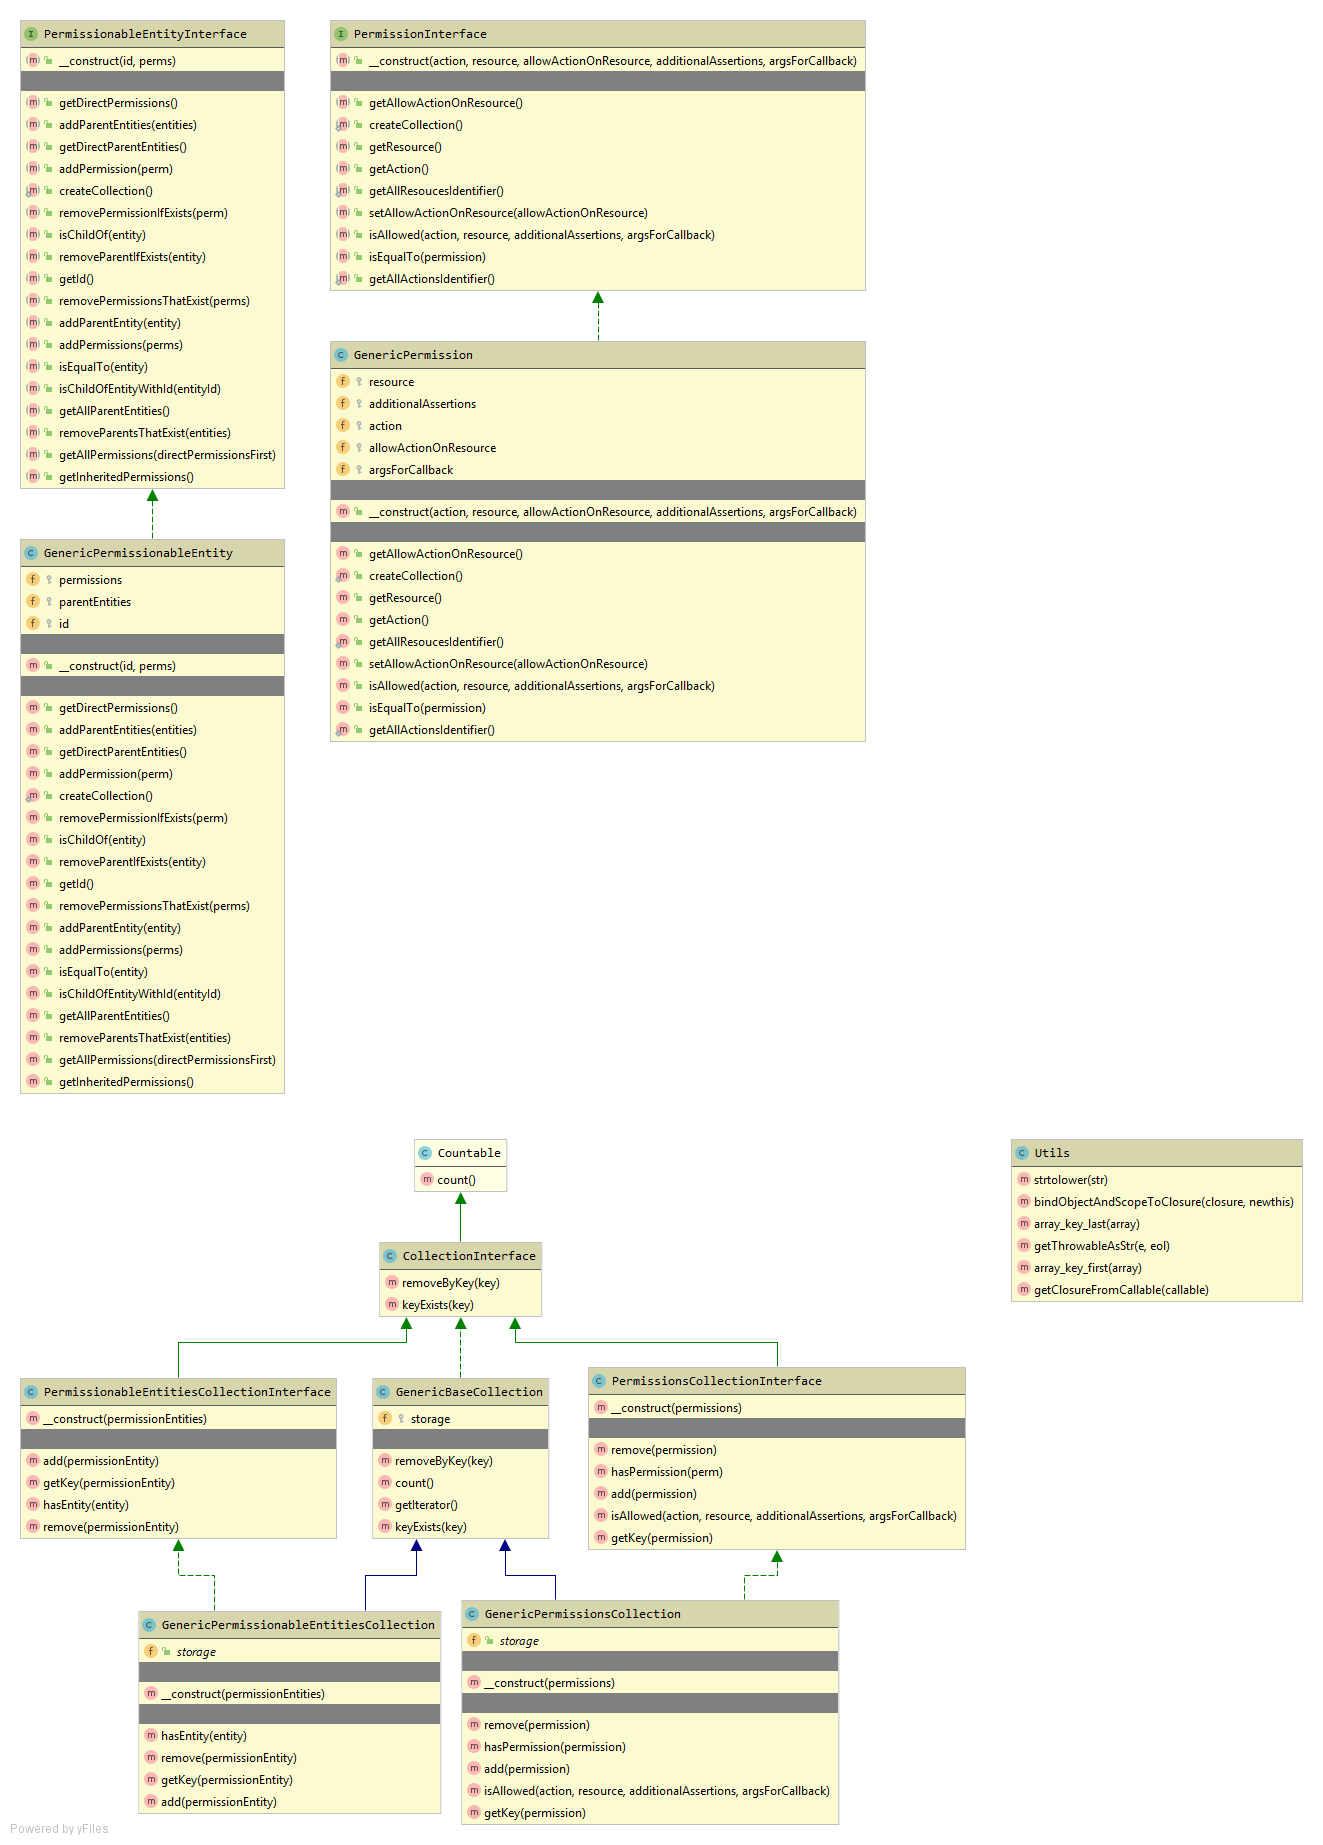 PermissionableEntityInterface
__construct(id, perms)
getDirectPermissions()
addParentEntities(entities)
getDirectParentEntities()
addPermission(perm)
createCollection()
removePermissionIfExists(perm)
isChildOf(entity)
removeParentIfExists(entity)
getId()
removePermissionsThatExist(perms)
addParentEntity(entity)
addPermissions(perms)
isEqualTo(entity)
isChildOfEntityWithId(entityId)
getAllParentEntities()
removeParentsThatExist(entities)
getAllPermissions(directPermissionsFirst)
getInheritedPermissions()
PermissionInterface
__construct(action, resource, allowActionOnResource, additionalAssertions, argsForCallback)
getAllowActionOnResource()
createCollection()
getResource()
getAction()
getAllResoucesIdentifier()
setAllowActionOnResource(allowActionOnResource)
isAllowed(action, resource, additionalAssertions, argsForCallback)
isEqualTo(permission)
getAllActionsIdentifier()
GenericPermission
resource
additionalAssertions
action
allowActionOnResource
argsForCallback
__construct(action, resource, allowActionOnResource, additionalAssertions, argsForCallback)
getAllowActionOnResource()
createCollection()
getResource()
getAction()
getAllResoucesIdentifier()
setAllowActionOnResource(allowActionOnResource)
isAllowed(action, resource, additionalAssertions, argsForCallback)
isEqualTo(permission)
getAllActionsIdentifier()
GenericPermissionableEntity
permissions
parentEntities
id
__construct(id, perms)
getDirectPermissions()
addParentEntities(entities)
getDirectParentEntities()
addPermission(perm)
createCollection()
removePermissionIfExists(perm)
isChildOf(entity)
removeParentIfExists(entity)
getId()
removePermissionsThatExist(perms)
addParentEntity(entity)
addPermissions(perms)
isEqualTo(entity)
isChildOfEntityWithId(entityId)
getAllParentEntities()
removeParentsThatExist(entities)
getAllPermissions(directPermissionsFirst)
getInheritedPermissions()
Countable
count()
Utils
strtolower(str)
bindObjectAndScopeToClosure(closure, newthis)
array_key_last(array)
getThrowableAsStr(e, eol)
array_key_first(array)
getClosureFromCallable(callable)
CollectionInterface
removeByKey(key)
keyExists(key)
PermissionableEntitiesCollectionInterface
__construct(permissionEntities)
add(permissionEntity)
getKey(permissionEntity)
hasEntity(entity)
remove(permissionEntity)
GenericBaseCollection
storage
removeByKey(key)
count()
getIterator()
keyExists(key)
PermissionsCollectionInterface
__construct(permissions)
remove(permission)
hasPermission(perm)
add(permission)
isAllowed(action, resource, additionalAssertions, argsForCallback)
getKey(permission)
GenericPermissionableEntitiesCollection
storage
__construct(permissionEntities)
hasEntity(entity)
remove(permissionEntity)
getKey(permissionEntity)
add(permissionEntity)
GenericPermissionsCollection
storage
__construct(permissions)
remove(permission)
hasPermission(permission)
add(permission)
isAllowed(action, resource, additionalAssertions, argsForCallback)
getKey(permission)
Powered by yFiles